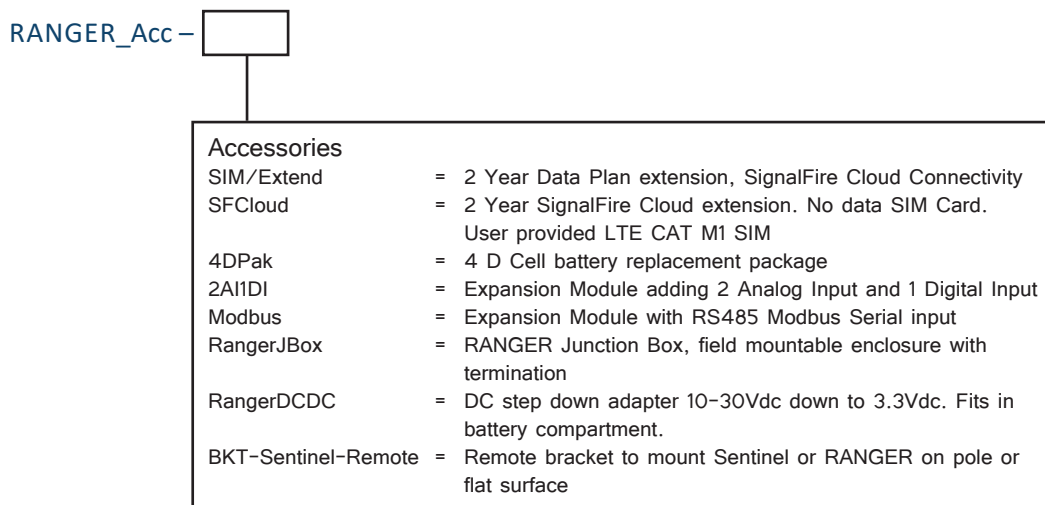 RANGER_Acc –
Accessories
SIM/Extend = 2 Year Data Plan extension, SignalFire Cloud Connectivity
SFCloud = 2 Year SignalFire Cloud extension. No data SIM Card.
User provided LTE CAT M1 SIM
4DPak = 4 D Cell battery replacement package
2AI1DI = Expansion Module adding 2 Analog Input and 1 Digital Input
Modbus = Expansion Module with RS485 Modbus Serial input
RangerJBox = RANGER Junction Box, field mountable enclosure with
termination
RangerDCDC = DC step down adapter 10-30Vdc down to 3.3Vdc. Fits in
battery compartment.
BKT-Sentinel-Remote = Remote bracket to mount Sentinel or RANGER on pole or
flat surface